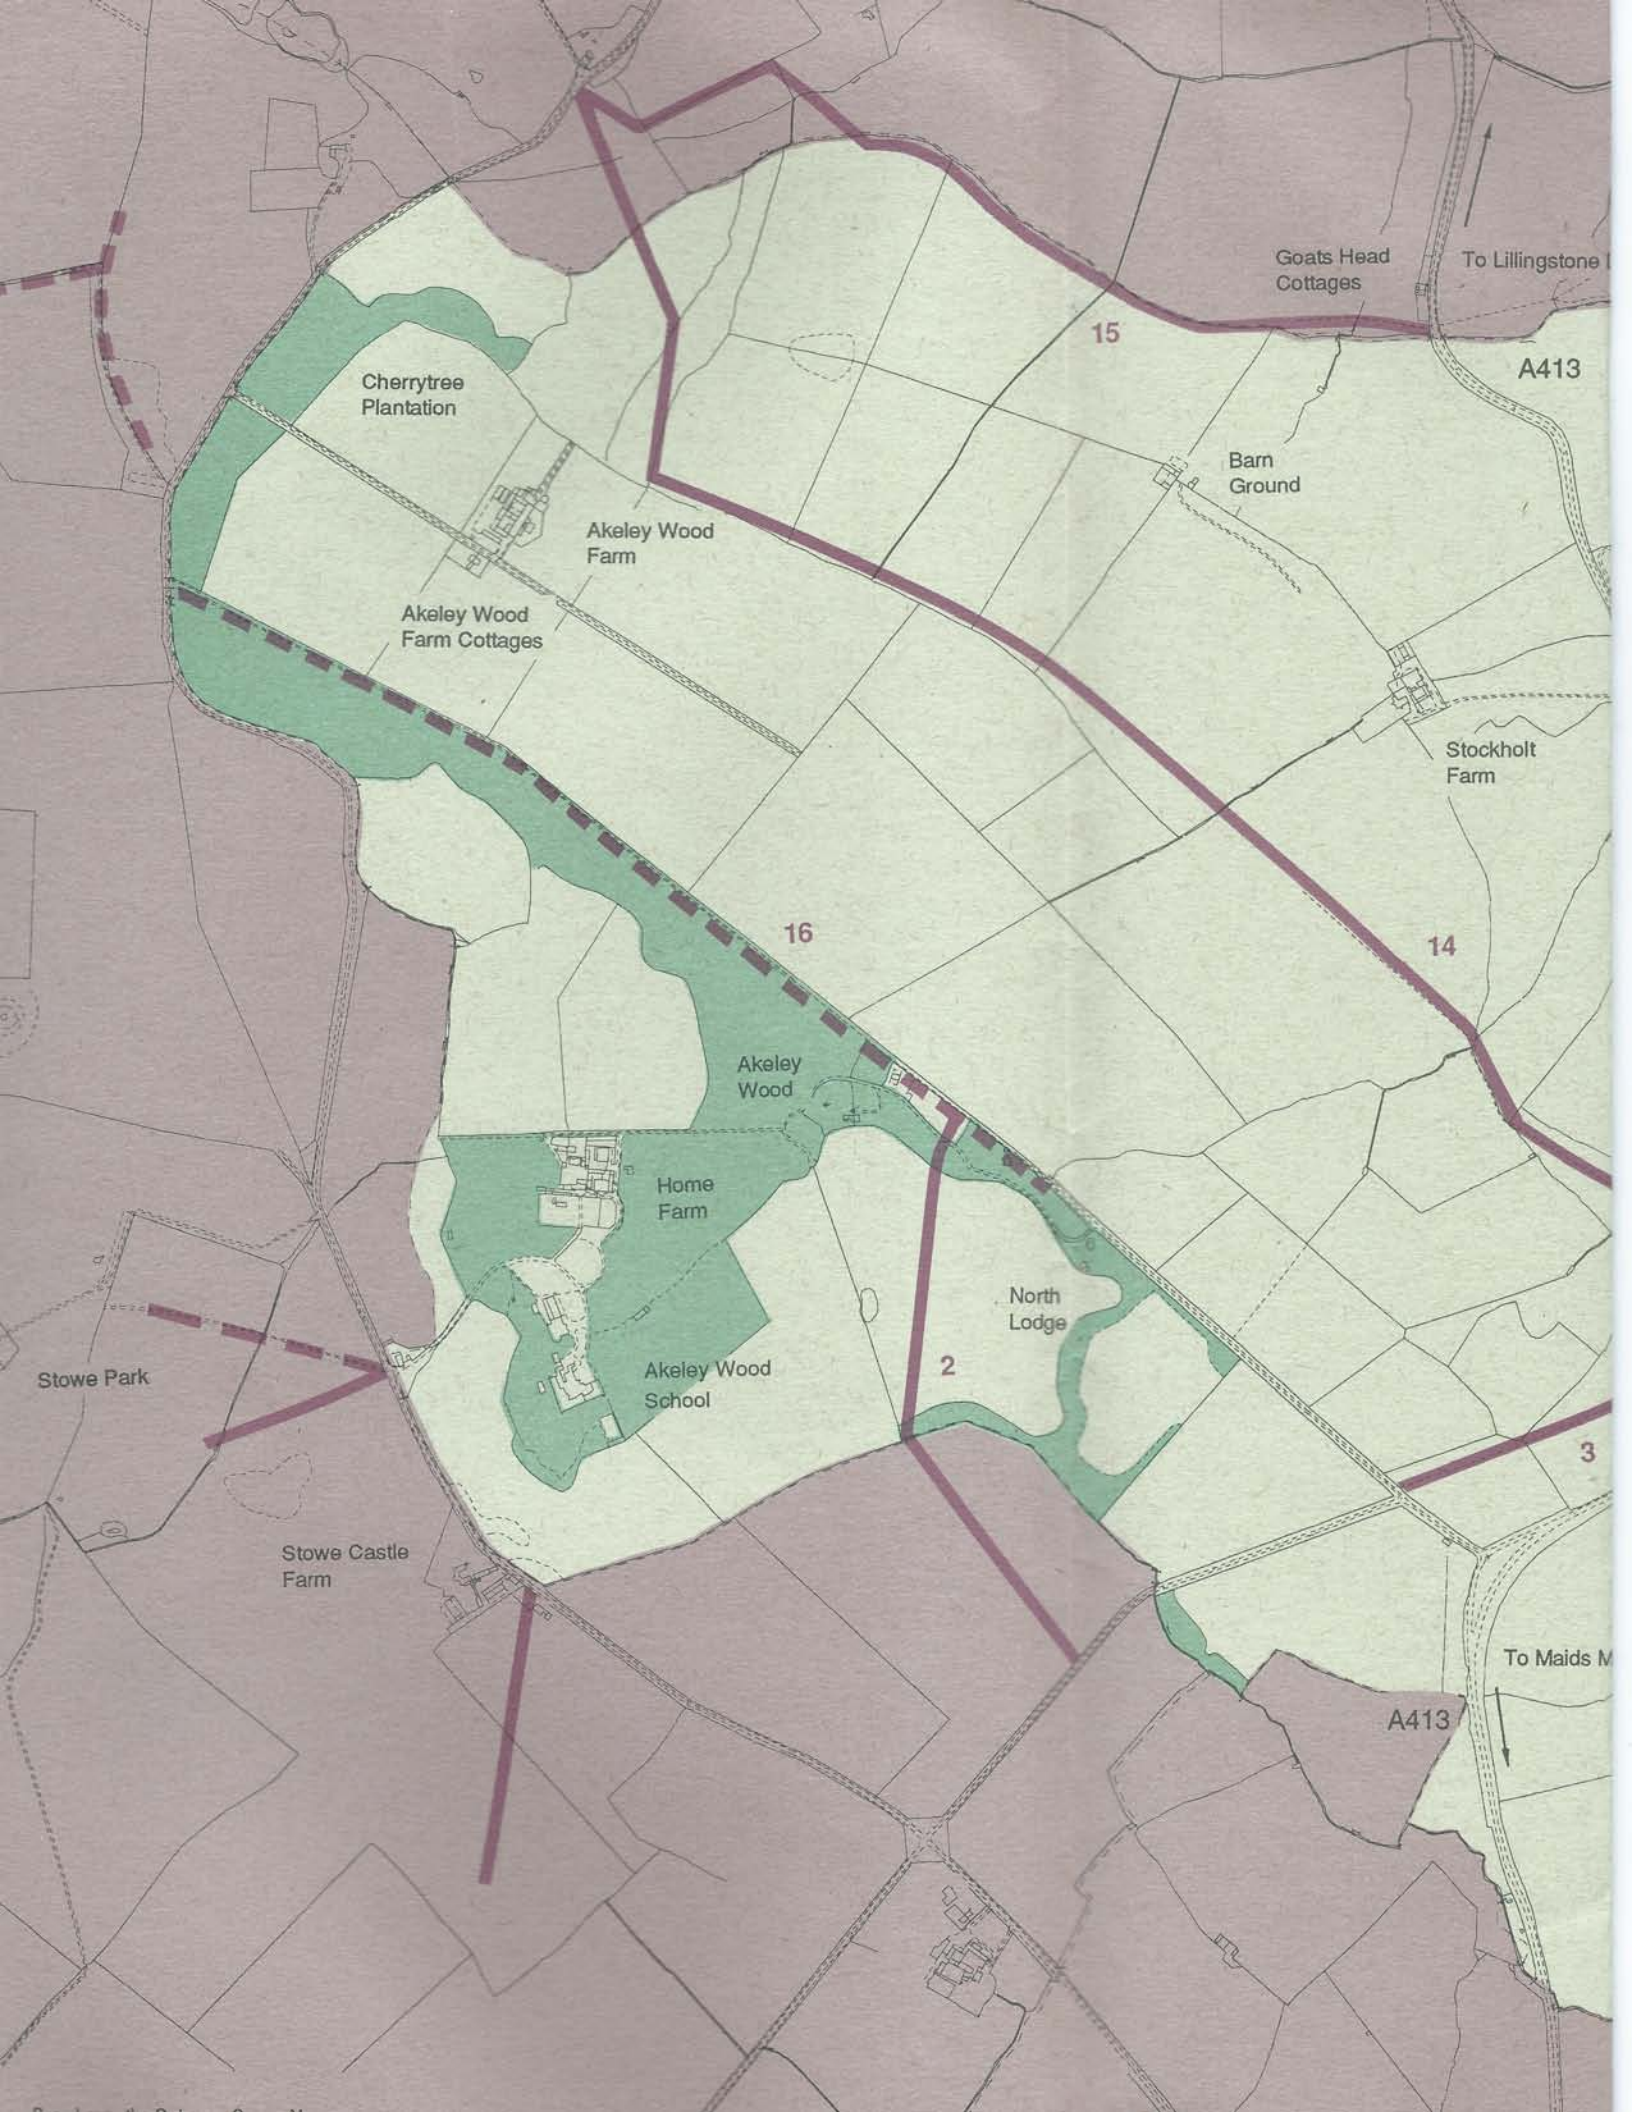 Goats Head
Cottages
To Lillingstone
15
A413
Cherrytree
Plantation
Barn
Ground
Akeley Wood
Farm
Akeley Wood
Farm Cottages
Stockholt
Farm
16
14
Akeley
Wood
Home
Farm
North
Lodge
2
Stowe Park
Akeley Wood
School
3
Stowe Castle
Farm
To Maids M
A413